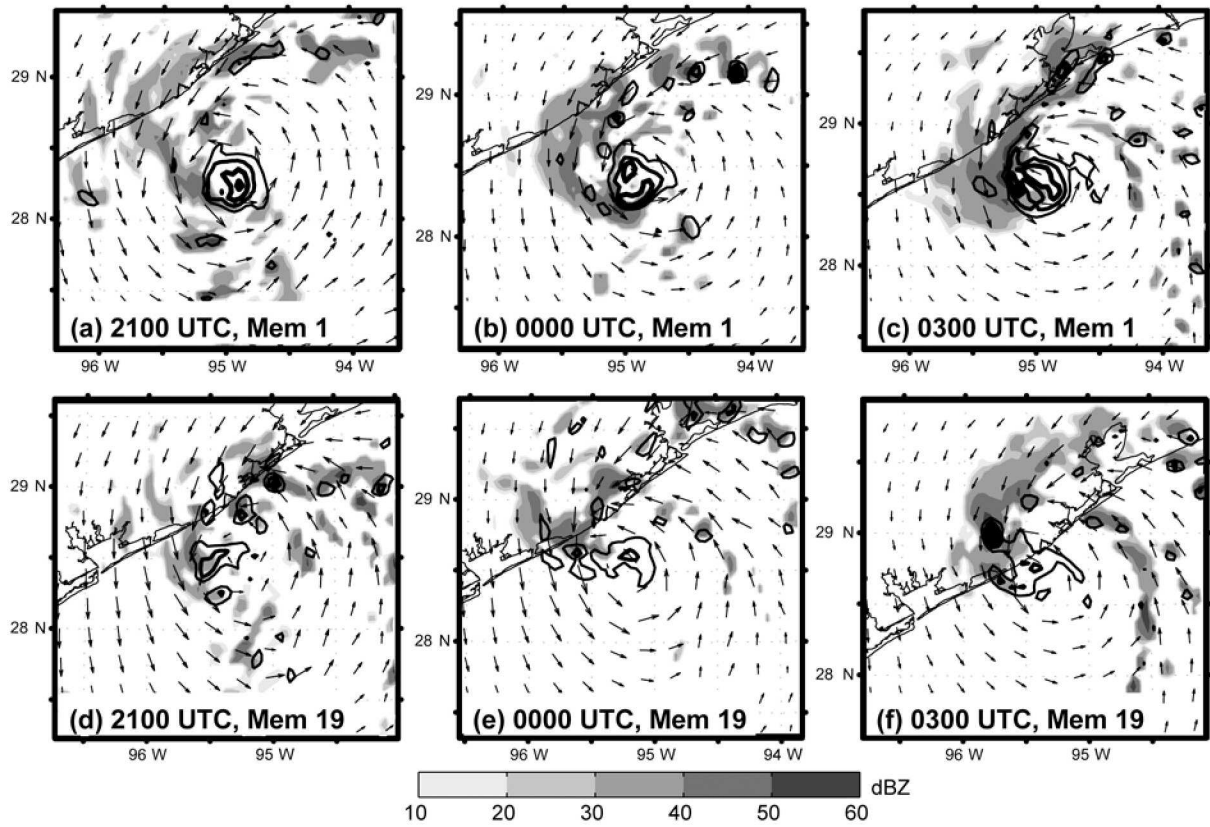 29 N
28 N
(a) 2100 UTC, Mem 1
96 W
95 W
94 W
29 N
28 N
(b) 0000 UTC, Mem 1
96 W
95 W
94 W
29 N
28 N
(c) 0300 UTC, Mem 1
96 W
95 W
94 W
29 N
28 N
(d) 2100 UTC, Mem 19
96 W
95 W
29 N
28 N
(e) 0000 UTC, Mem 19
96 W
95 W
94 W
29 N
28 N
(f) 0300 UTC, Mem 19
96 W
95 W
dBZ
10 20 30 40 50 60